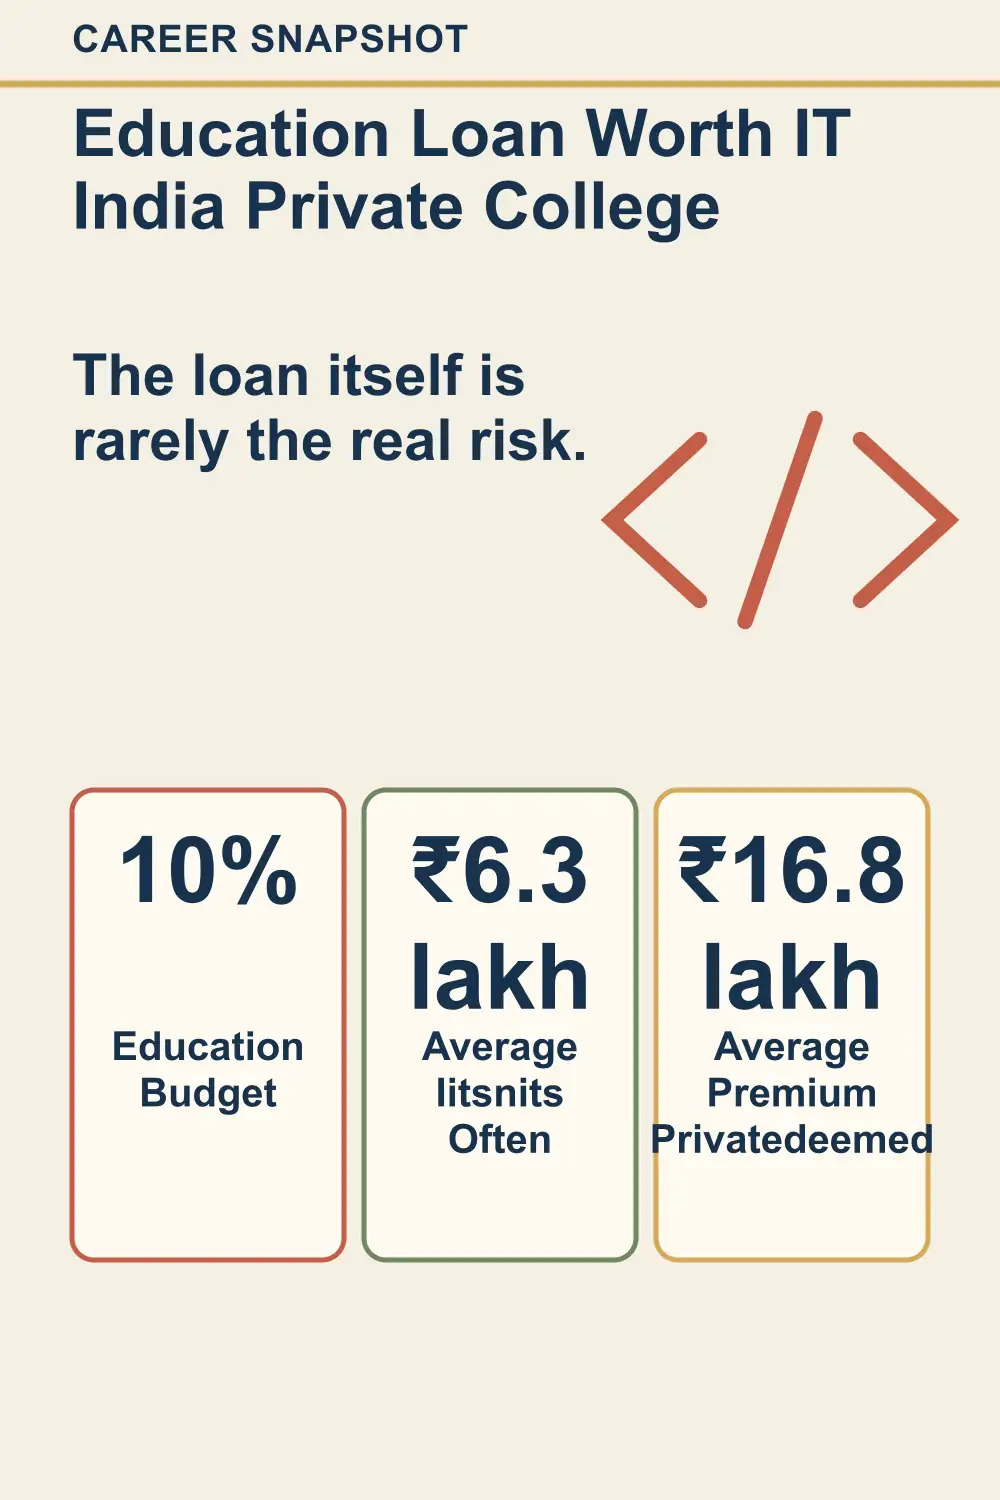 CAREER SNAPSHOT
Education Loan Worth IT
India Private College
The loan itself is
rarely the real risk.
</>
10%
Education
Budget
₹6.3
lakh
Average
Iitsnits
Often
₹16.8
lakh
Average
Premium
Privatedeemed